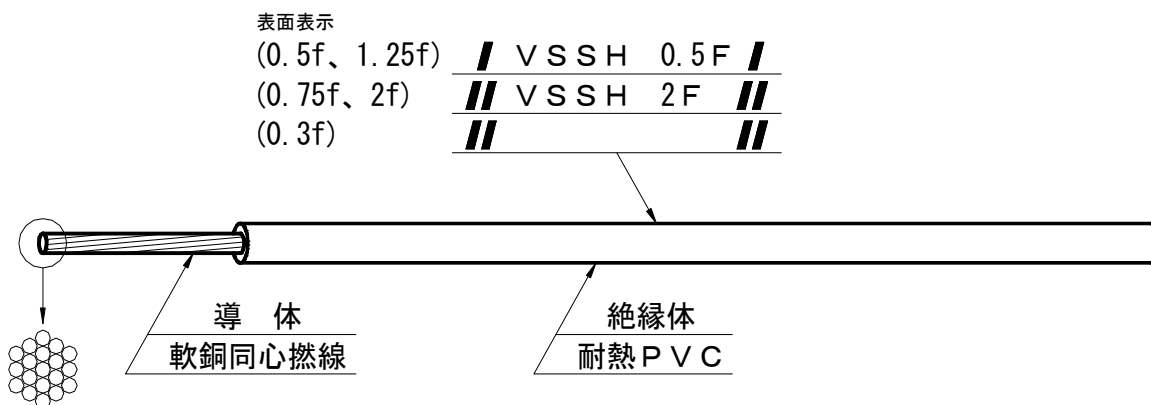 表面表示
(0.5f、1.25f) VSSH 0.5F
(0.75f、2f) VSSH 2F
(0.3f)
導 体
軟銅同心撚線
絶縁体
耐熱PVC